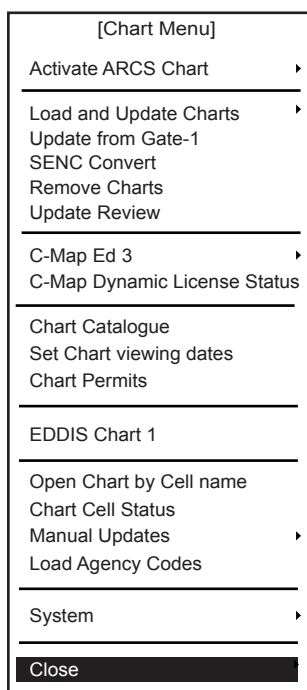 [Chart Menu]
Activate ARCS Chart
Load and Update Charts
Update from Gate-1
SENC Convert
Remove Charts
Update Review
C-Map Ed 3
C-Map Dynamic License Status
Chart Catalogue
Set Chart viewing dates
Chart Permits
EDDIS Chart 1
Open Chart by Cell name
Chart Cell Status
Manual Updates
Load Agency Codes
System
Close